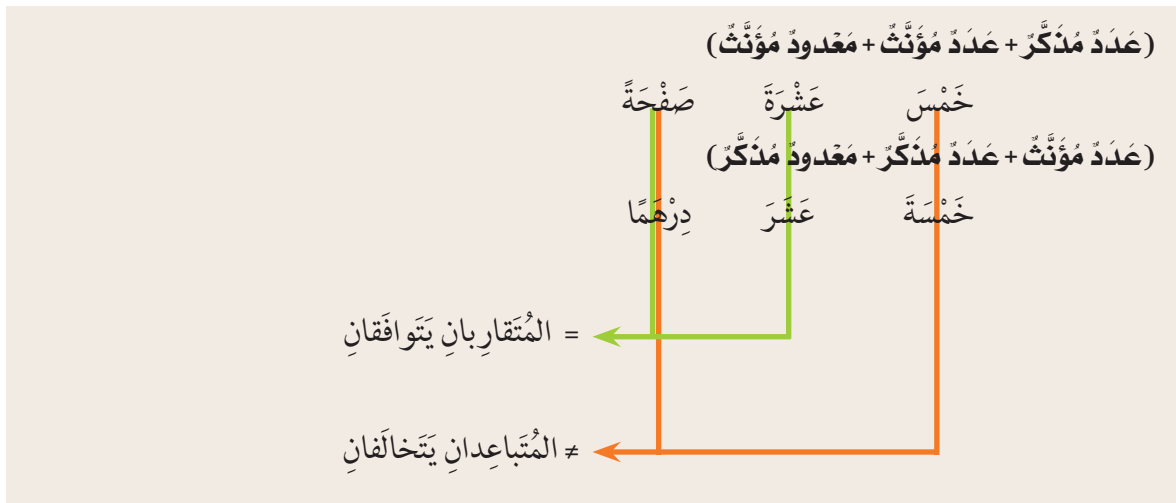 (عَدَدٌ مُذَكَّرٌ + عَدَدٌ مُؤَنَّثٌ + مَعْدودٌ مُؤَنَّثٌ)
خَمْسَ عَشْرَةَ صَفْحَةً
(عَدَدٌ مُؤَنَّثٌ + عَدَدٌ مُذَكَّرٌ + مَعْدودٌ مُذَكَّرٌ)
خَمْسَةَ عَشَرَ دِرْهَمًا
= المُتَقارِبانِ يَتَوافَقانِ
≠ المُتَباعِدانِ يَتَخالَفانِ